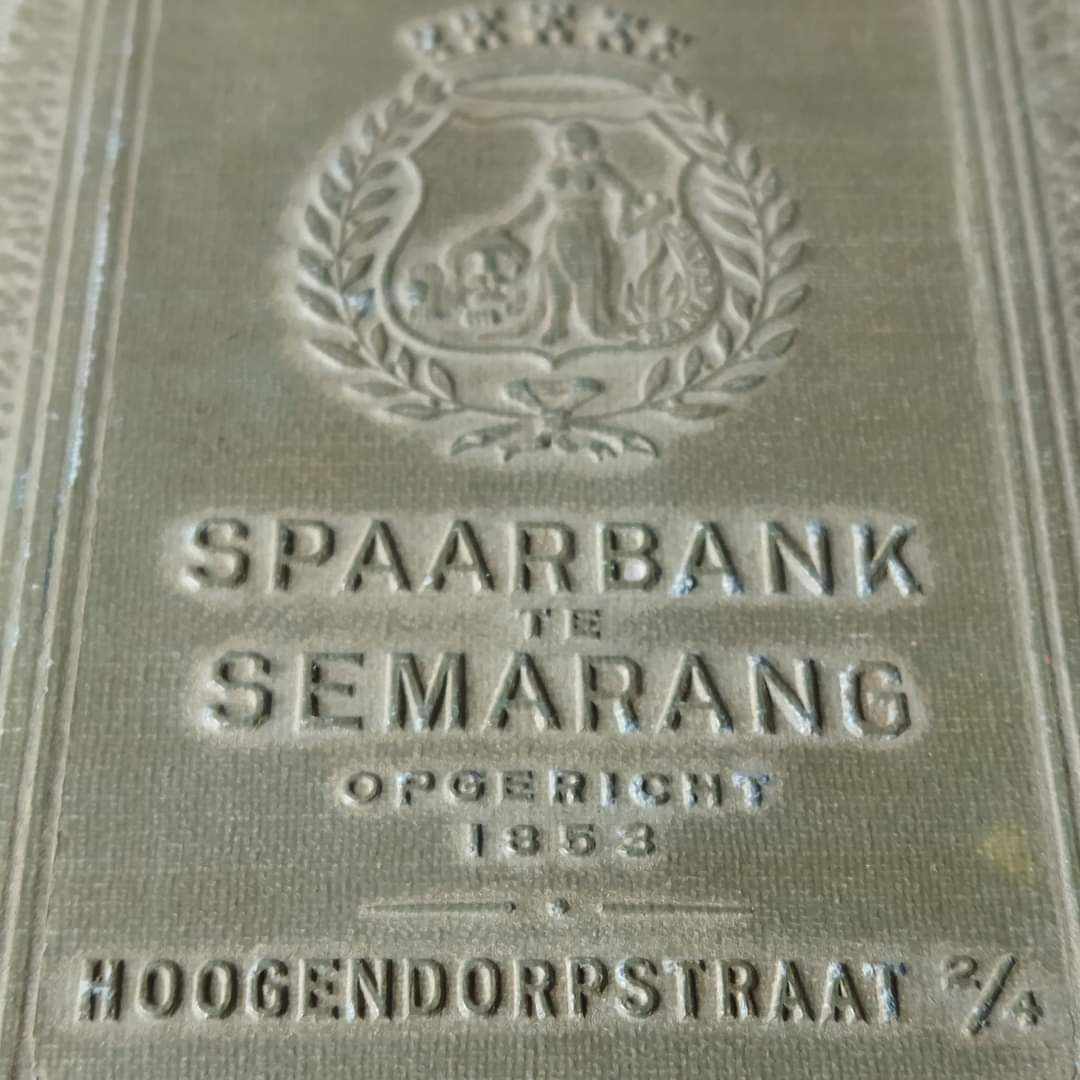 SPAARBANK
TE
SEMARANG
OPGERICHT
1853
HOOGENDORPSTRAAT 2/4